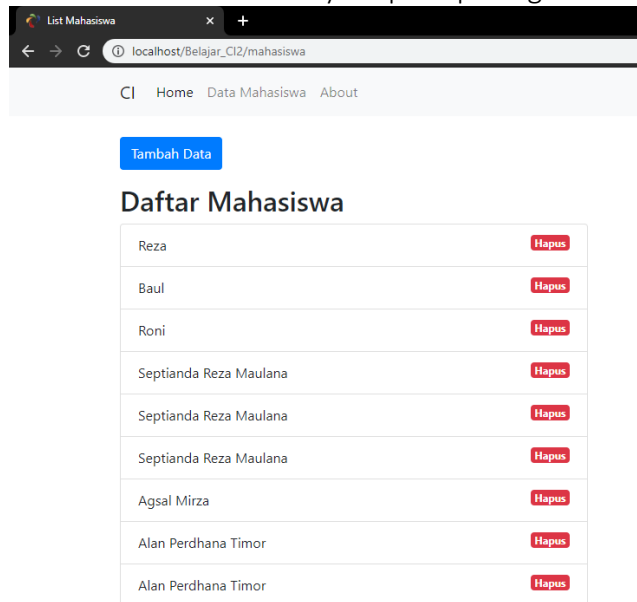 List Mahasiswa
localhost/Belajar_CI2/mahasiswa
CI Home Data Mahasiswa About
Tambah Data
Daftar Mahasiswa
Reza Hapus
Baul Hapus
Roni Hapus
Septianda Reza Maulana Hapus
Septianda Reza Maulana Hapus
Septianda Reza Maulana Hapus
Agsal Mirza Hapus
Alan Perdhana Timor Hapus
Alan Perdhana Timor Hapus